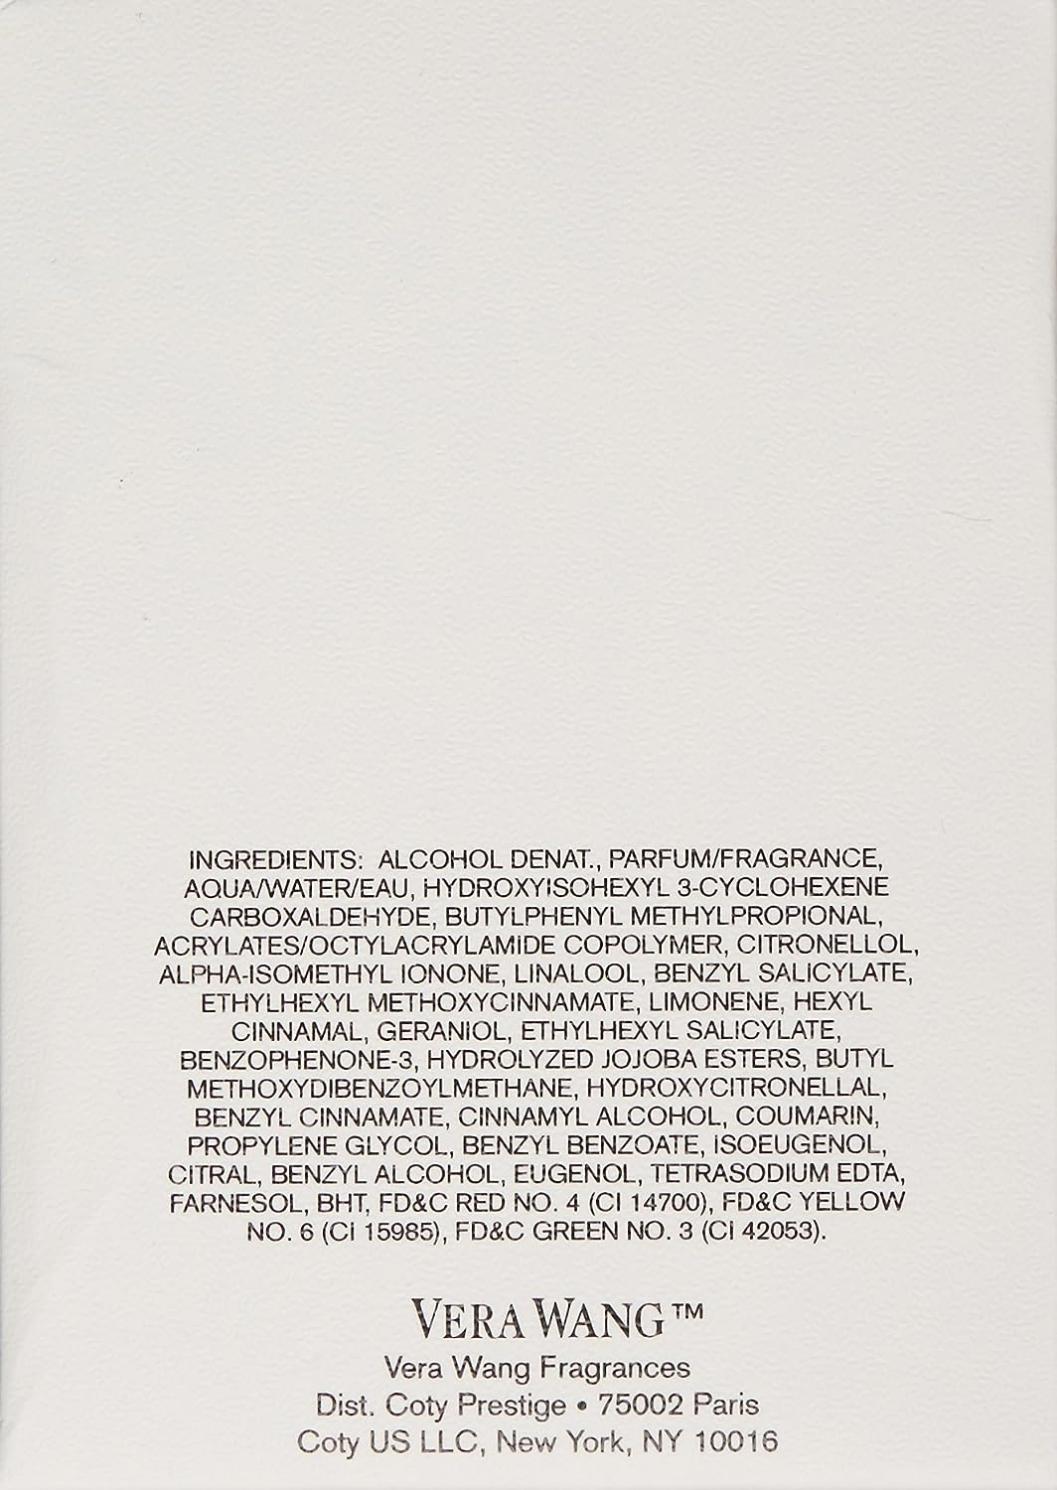 INGREDIENTS: ALCOHOL DENAT., PARFUM/FRAGRANCE,
AQUA/WATER/EAU, HYDROXYISOHEXYL 3-CYCLOHEXENE
CARBOXALDEHYDE, BUTYLPHENYL METHYLPROPIONAL,
ACRYLATES/OCTYLACRYLAMIDE COPOLYMER, CITRONELLOL,
ALPHA-ISOMETHYL IONONE, LINALOOL, BENZYL SALICYLATE,
ETHYLHEXYL METHOXYCINNAMATE, LIMONENE, HEXYL
CINNAMAL, GERANIOL, ETHYLHEXYL SALICYLATE,
BENZOPHENONE-3, HYDROLYZED JOJOBA ESTERS, BUTYL
METHOXYDIBENZOYLMETHANE, HYDROXYCITRONELLAL,
BENZYL CINNAMATE, CINNAMYL ALCOHOL, COUMARIN,
PROPYLENE GLYCOL, BENZYL BENZOATE, ISOEUGENOL,
CITRAL, BENZYL ALCOHOL, EUGENOL, TETRASODIUM EDTA,
FARNESOL, BHT, FD&C RED NO. 4 (CI 14700), FD&C YELLOW
NO. 6 (CI 15985), FD&C GREEN NO. 3 (CI 42053).
VERA WANG™
Vera Wang Fragrances
Dist. Coty Prestige • 75002 Paris
Coty US LLC, New York, NY 10016